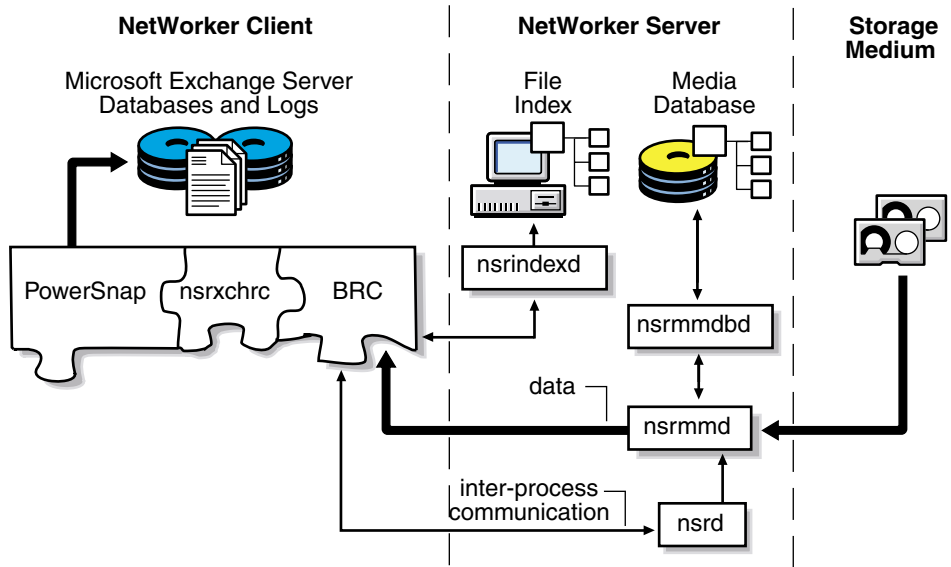 NetWorker Client
NetWorker Server
Storage
Medium
Microsoft Exchange Server
Databases and Logs
File
Index
Media
Database
PowerSnap
nsrxchrc
BRC
nsrindexd
nsrmmdbd
data
nsrmmd
inter-process
communication
nsrd